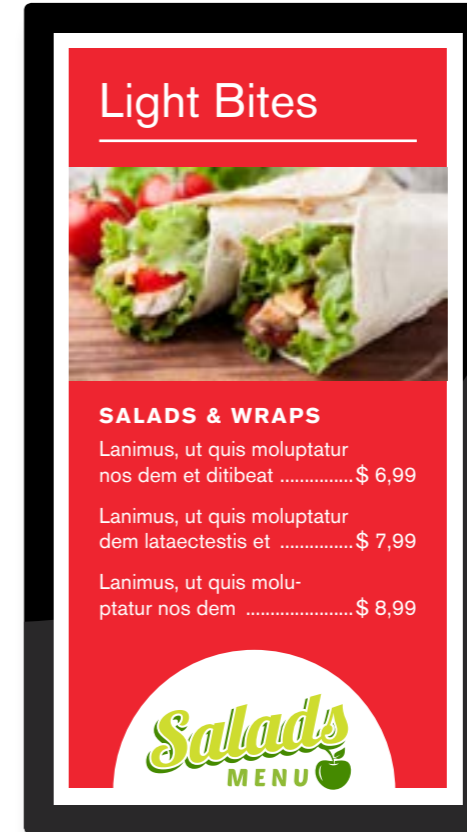 Light Bites
SALADS & WRAPS
Lanimus, ut quis moluptatur
nos dem et ditibeat ...............$ 6,99
Lanimus, ut quis moluptatur
dem lataectestis et ...............$ 7,99
Lanimus, ut quis molu-
ptatur nos dem ......................$ 8,99
Salads
MENU